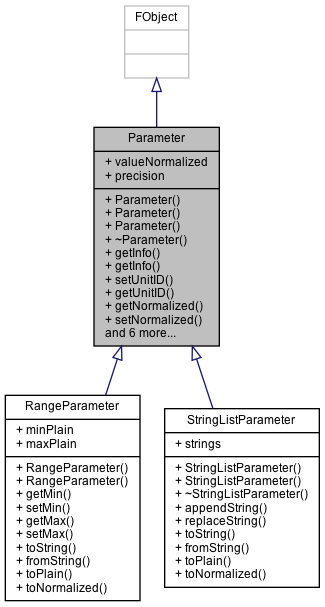 FObject
Parameter
+ valueNormalized
+ precision
+ Parameter()
+ Parameter()
+ Parameter()
+ ~Parameter()
+ getInfo()
+ getInfo()
+ setUnitID()
+ getUnitID()
+ getNormalized()
+ setNormalized()
and 6 more...
RangeParameter
+ minPlain
+ maxPlain
+ RangeParameter()
+ RangeParameter()
+ getMin()
+ setMin()
+ getMax()
+ setMax()
+ toString()
+ fromString()
+ toPlain()
+ toNormalized()
StringListParameter
+ strings
+ StringListParameter()
+ StringListParameter()
+ ~StringListParameter()
+ appendString()
+ replaceString()
+ toString()
+ fromString()
+ toPlain()
+ toNormalized()